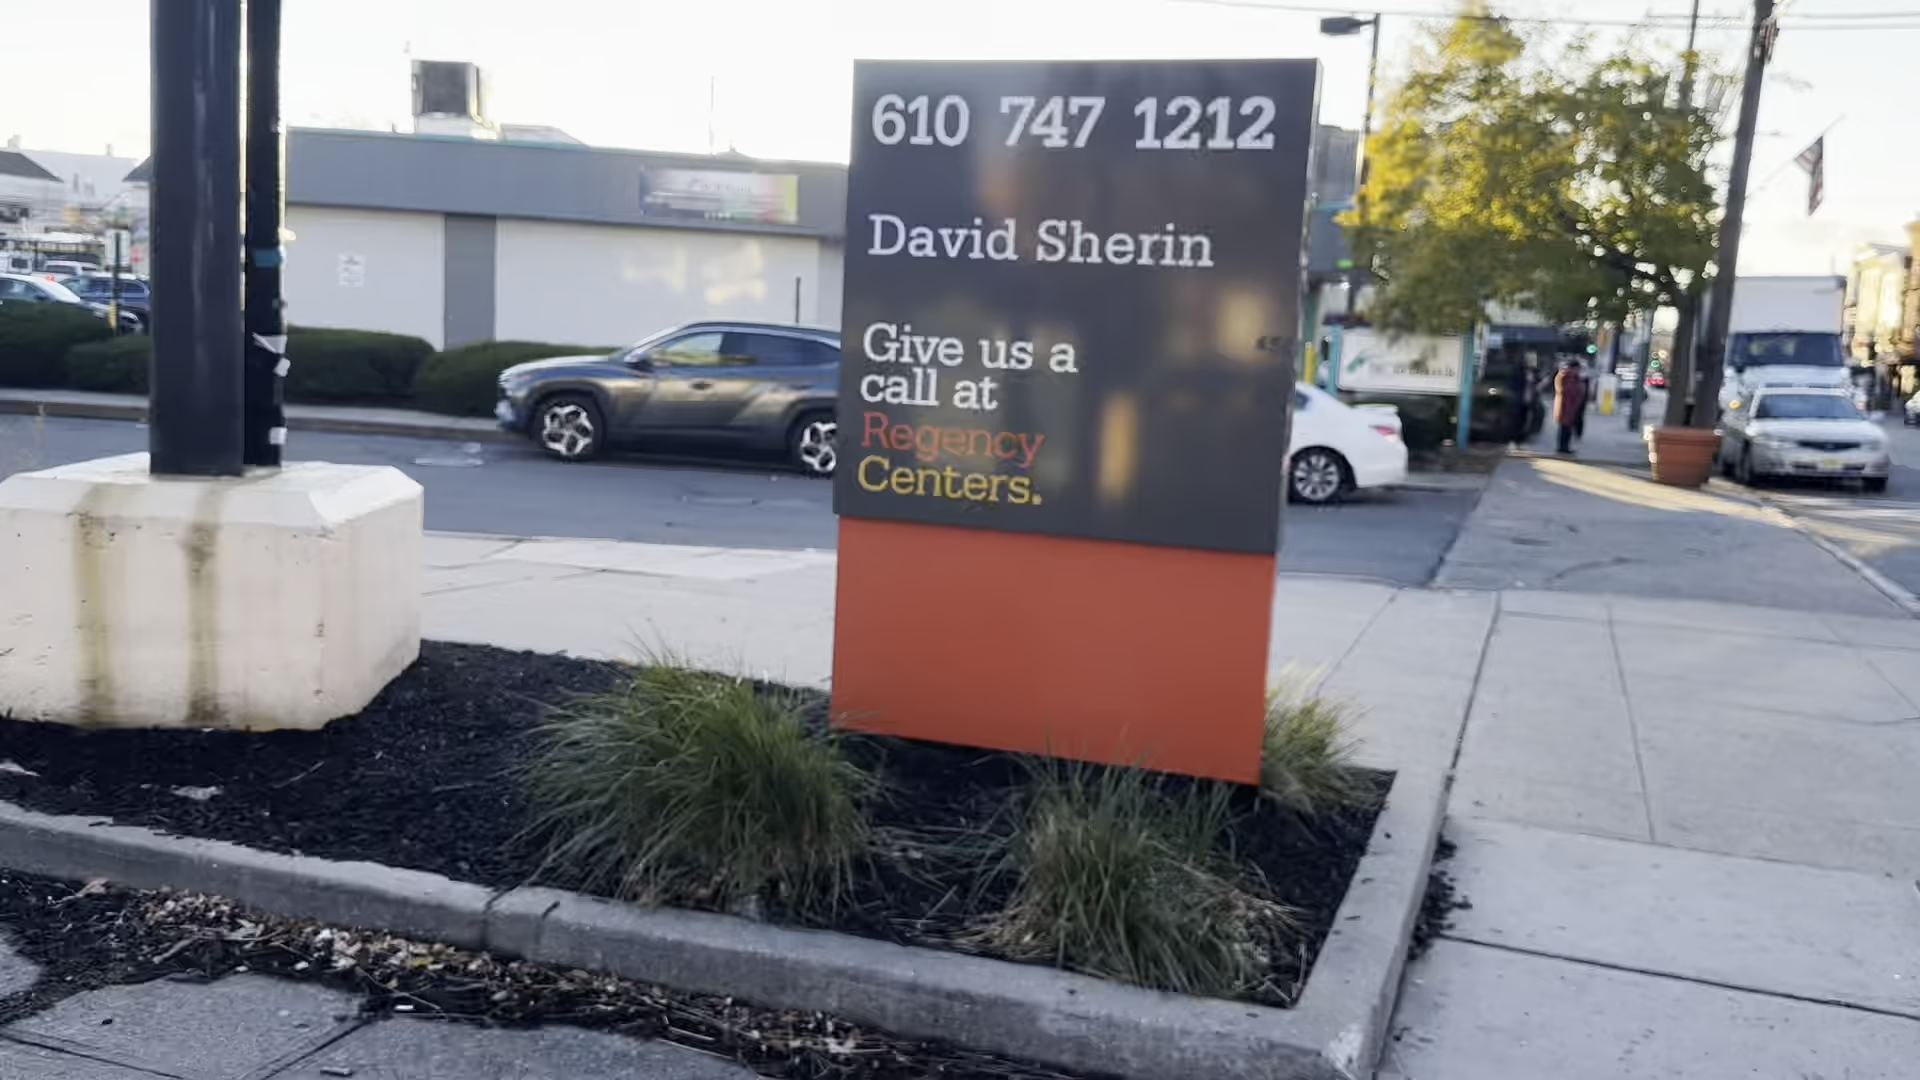 610 747 1212
David Sherin
Give us a
call at
Regency
Centers.